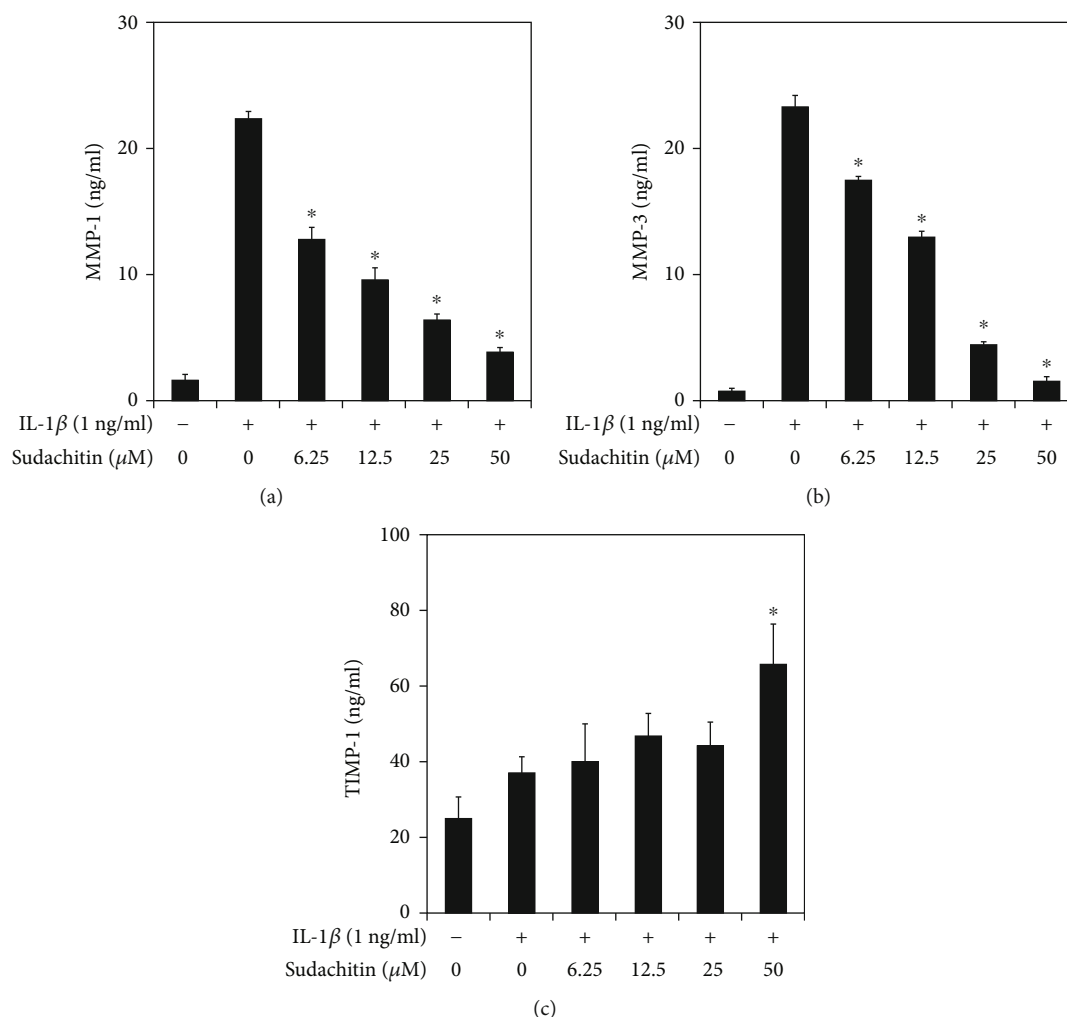 30
20
10
0
MMP-1 (ng/ml)
* * * *
IL-1β (1 ng/ml) − + + + + +
Sudachitin (μM) 0 0 6.25 12.5 25 50
(a)
30
20
10
0
MMP-3 (ng/ml)
* * * *
IL-1β (1 ng/ml) − + + + + +
Sudachitin (μM) 0 0 6.25 12.5 25 50
(b)
100
80
60
40
20
0
TIMP-1 (ng/ml)
*
IL-1β (1 ng/ml) − + + + + +
Sudachitin (μM) 0 0 6.25 12.5 25 50
(c)